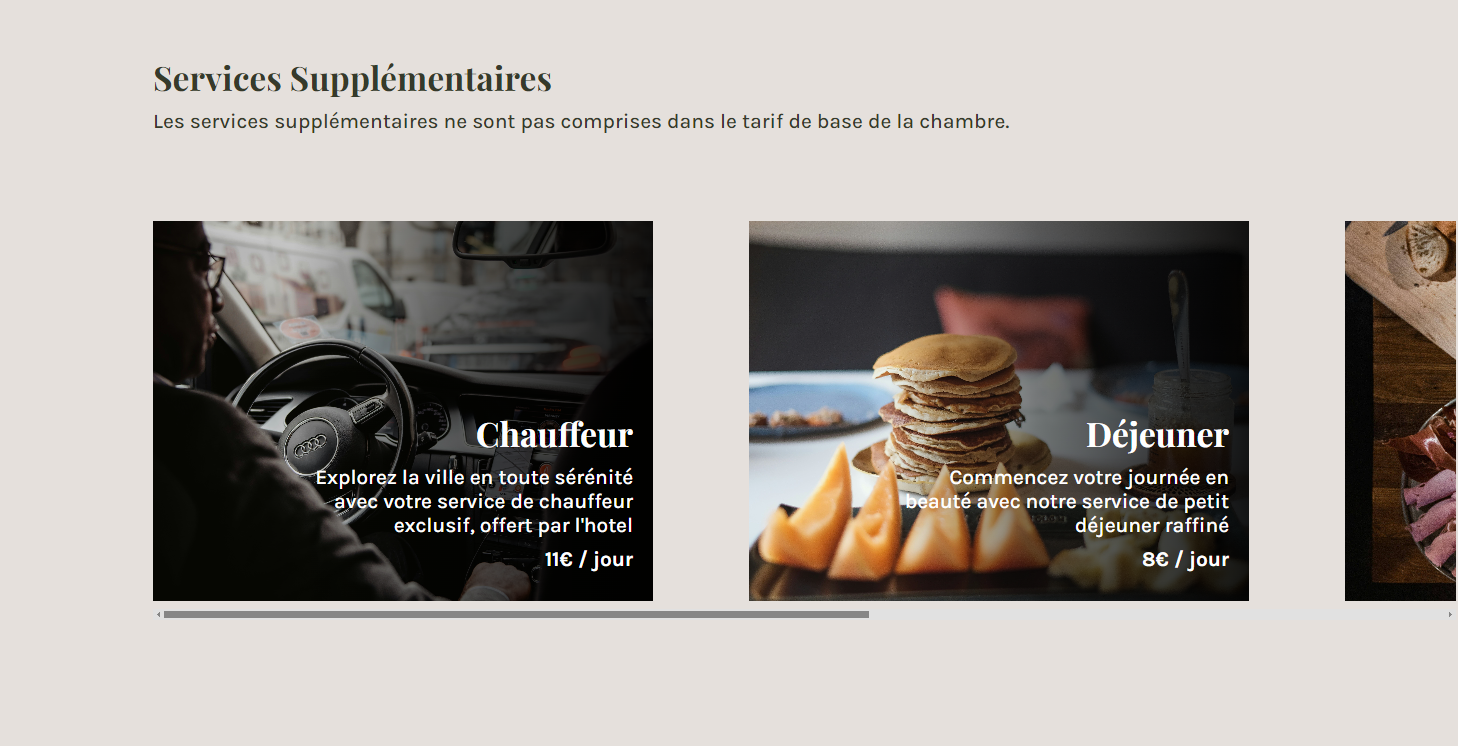 Services Supplémentaires
Les services supplémentaires ne sont pas comprises dans le tarif de base de la chambre.
Chauffeur
Explorez la ville en toute sérénité
avec votre service de chauffeur
exclusif, offert par l'hotel
11€ / jour
Déjeuner
Commencez votre journée en
beauté avec notre service de petit
déjeuner raffiné
8€ / jour